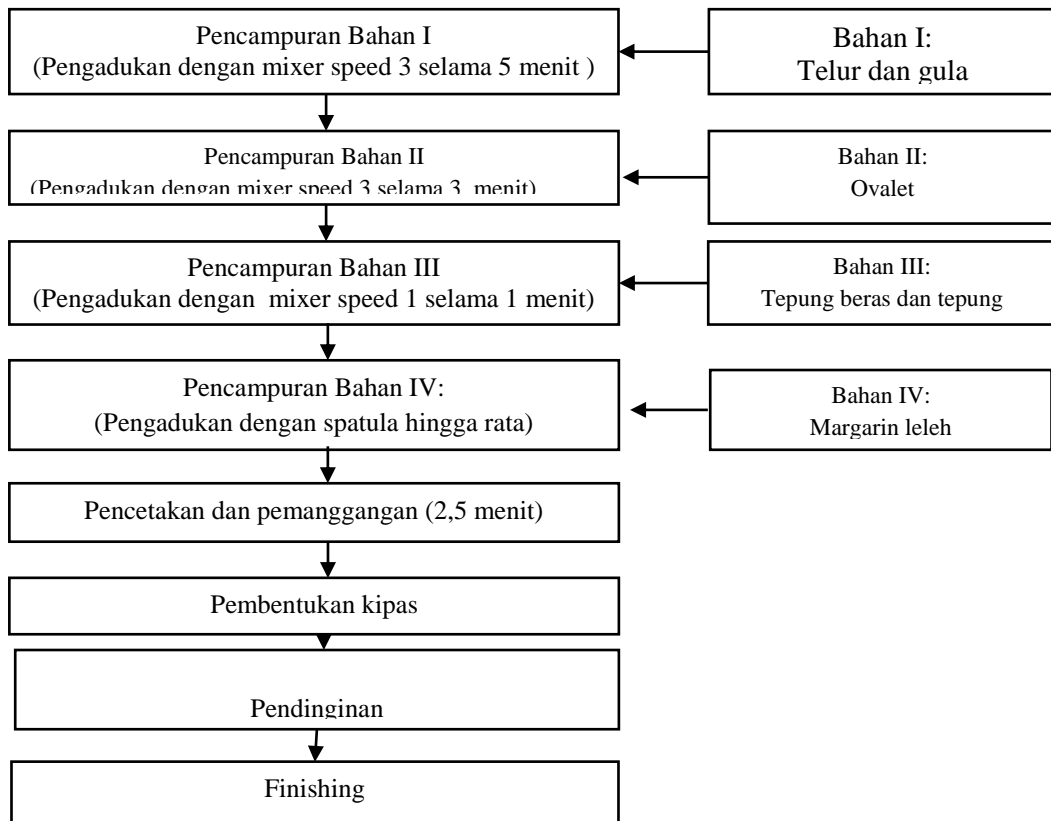 Pencampuran Bahan I
(Pengadukan dengan mixer speed 3 selama 5 menit )
Bahan I:
Telur dan gula
Pencampuran Bahan II
(Pengadukan dengan mixer speed 3 selama 3 menit)
Bahan II:
Ovalet
Pencampuran Bahan III
(Pengadukan dengan mixer speed 1 selama 1 menit)
Bahan III:
Tepung beras dan tepung
Pencampuran Bahan IV:
(Pengadukan dengan spatula hingga rata)
Bahan IV:
Margarin leleh
Pencetakan dan pemanggangan (2,5 menit)
Pembentukan kipas
Pendinginan
Finishing